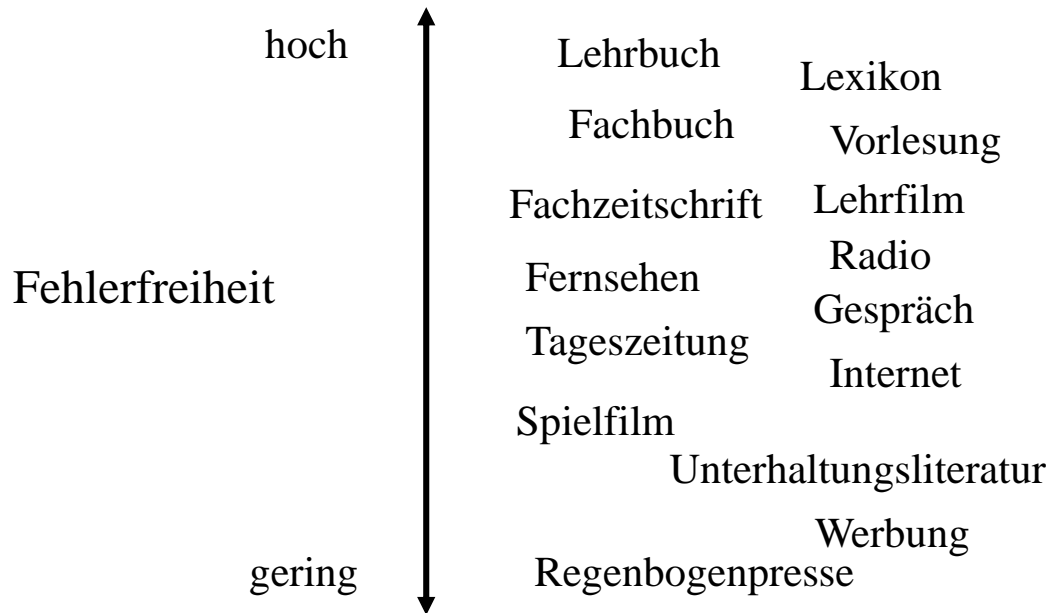 hoch
Lehrbuch
Lexikon
Fachbuch
Vorlesung
Fachzeitschrift
Lehrfilm
Radio
Fernsehen
Fehlerfreiheit
Gespräch
Tageszeitung
Internet
Spielfilm
Unterhaltungsliteratur
Werbung
gering
Regenbogenpresse